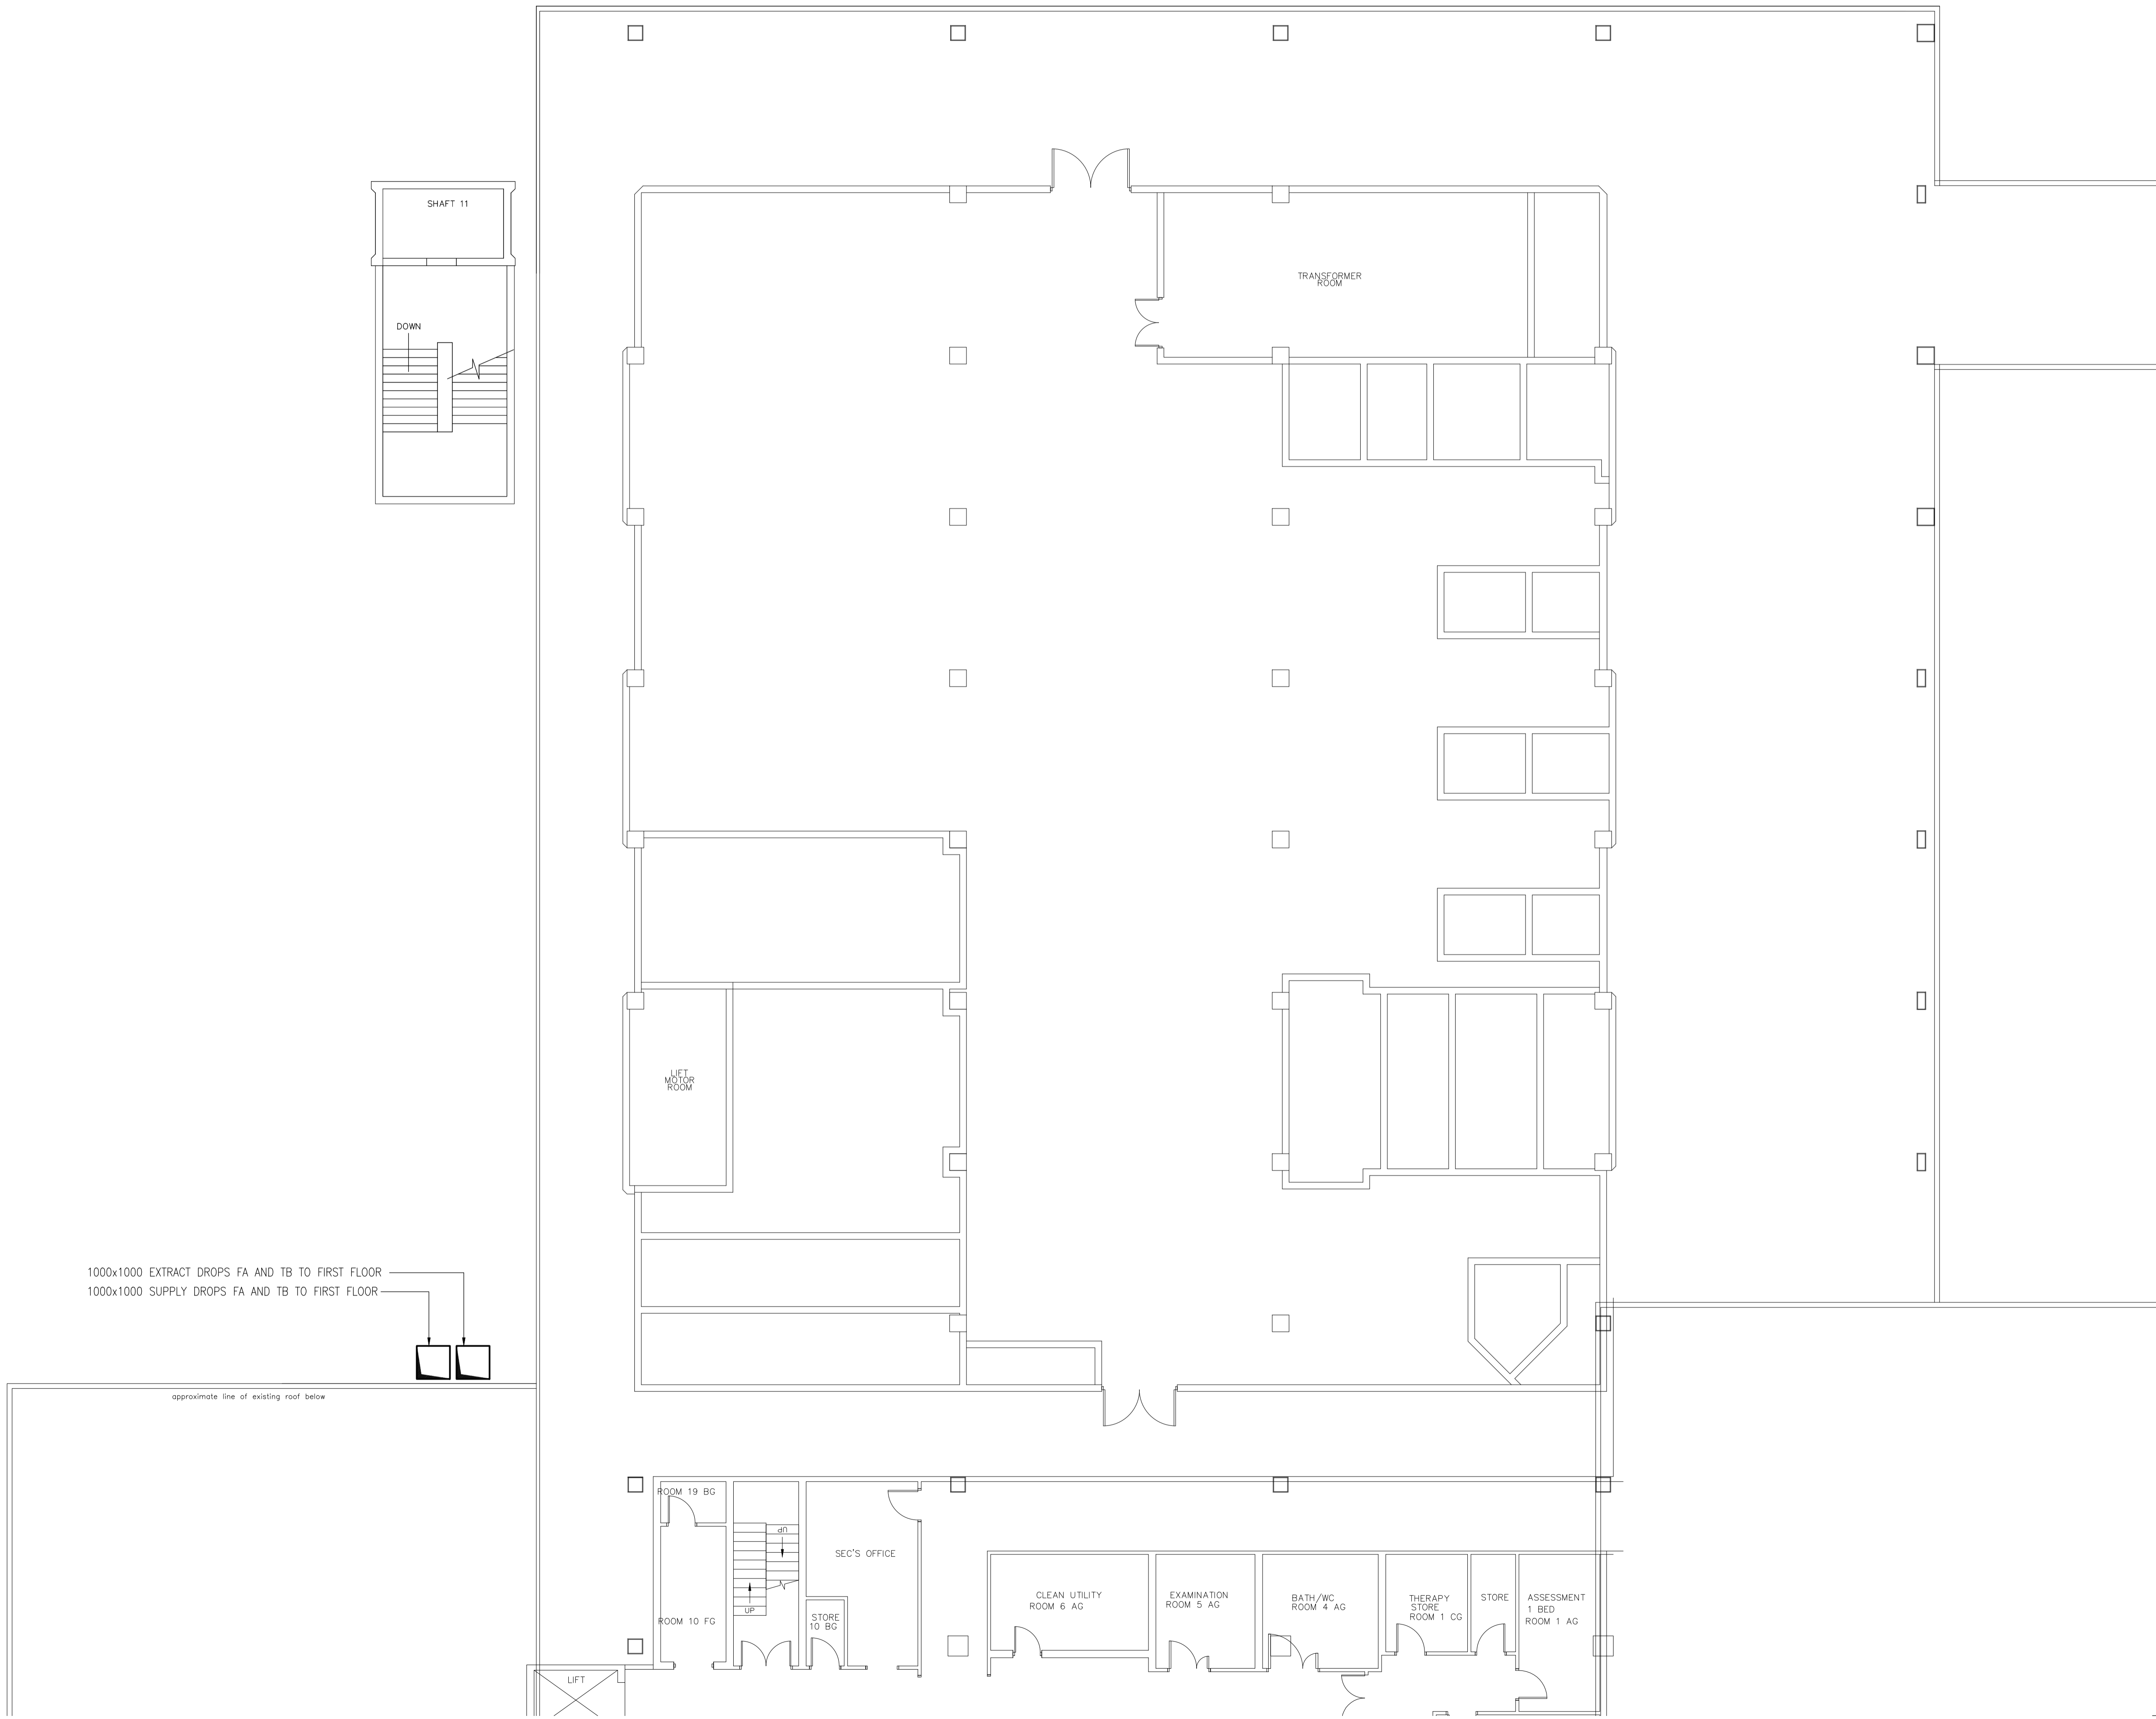 SHAFT 11
DOWN
TRANSFORMER
ROOM
LIFT
MOTOR
ROOM
1000x1000 EXTRACT DROPS FA AND TB TO FIRST FLOOR
1000x1000 SUPPLY DROPS FA AND TB TO FIRST FLOOR
approximate line of existing roof below
ROOM 19 BG
UP
SEC'S OFFICE
UP
ROOM 10 FG
STORE
10 BG
CLEAN UTILITY
ROOM 6 AG
EXAMINATION
ROOM 5 AG
BATH/WC
ROOM 4 AG
THERAPY
STORE
ROOM 1 CG
STORE
ASSESSMENT
1 BED
ROOM 1 AG
LIFT